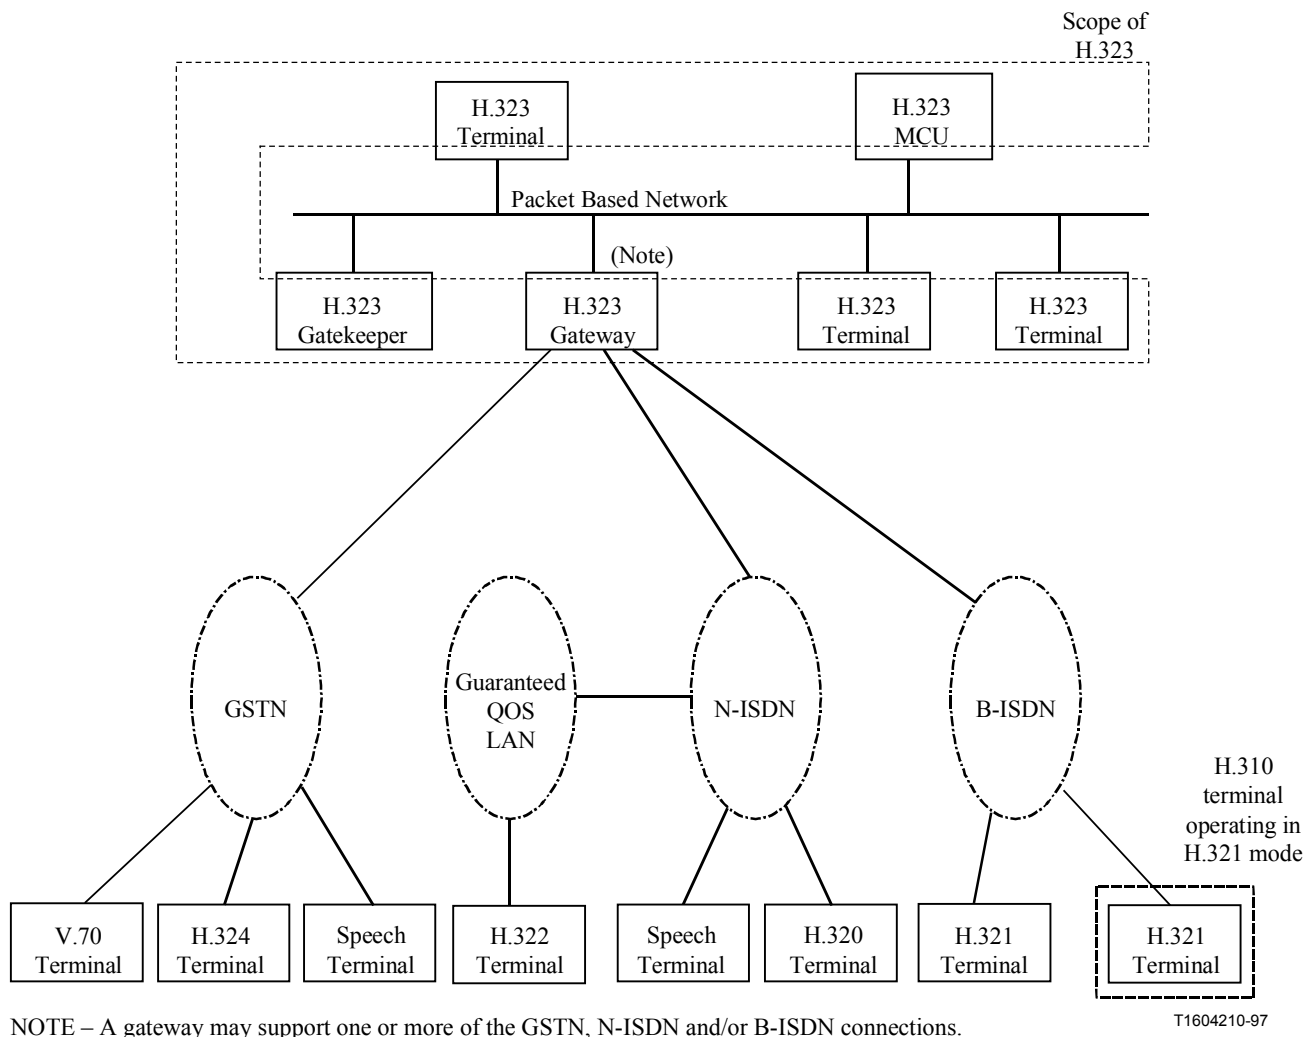 Scope of
H.323
H.323
Terminal
H.323
MCU
Packet Based Network
(Note)
H.323
Gatekeeper
H.323
Gateway
H.323
Terminal
H.323
Terminal
GSTN
Guaranteed
QOS
LAN
N-ISDN
B-ISDN
H.310
terminal
operating in
H.321 mode
V.70
Terminal
H.324
Terminal
Speech
Terminal
H.322
Terminal
Speech
Terminal
H.320
Terminal
H.321
Terminal
H.321
Terminal
NOTE – A gateway may support one or more of the GSTN, N-ISDN and/or B-ISDN connections.
T1604210-97